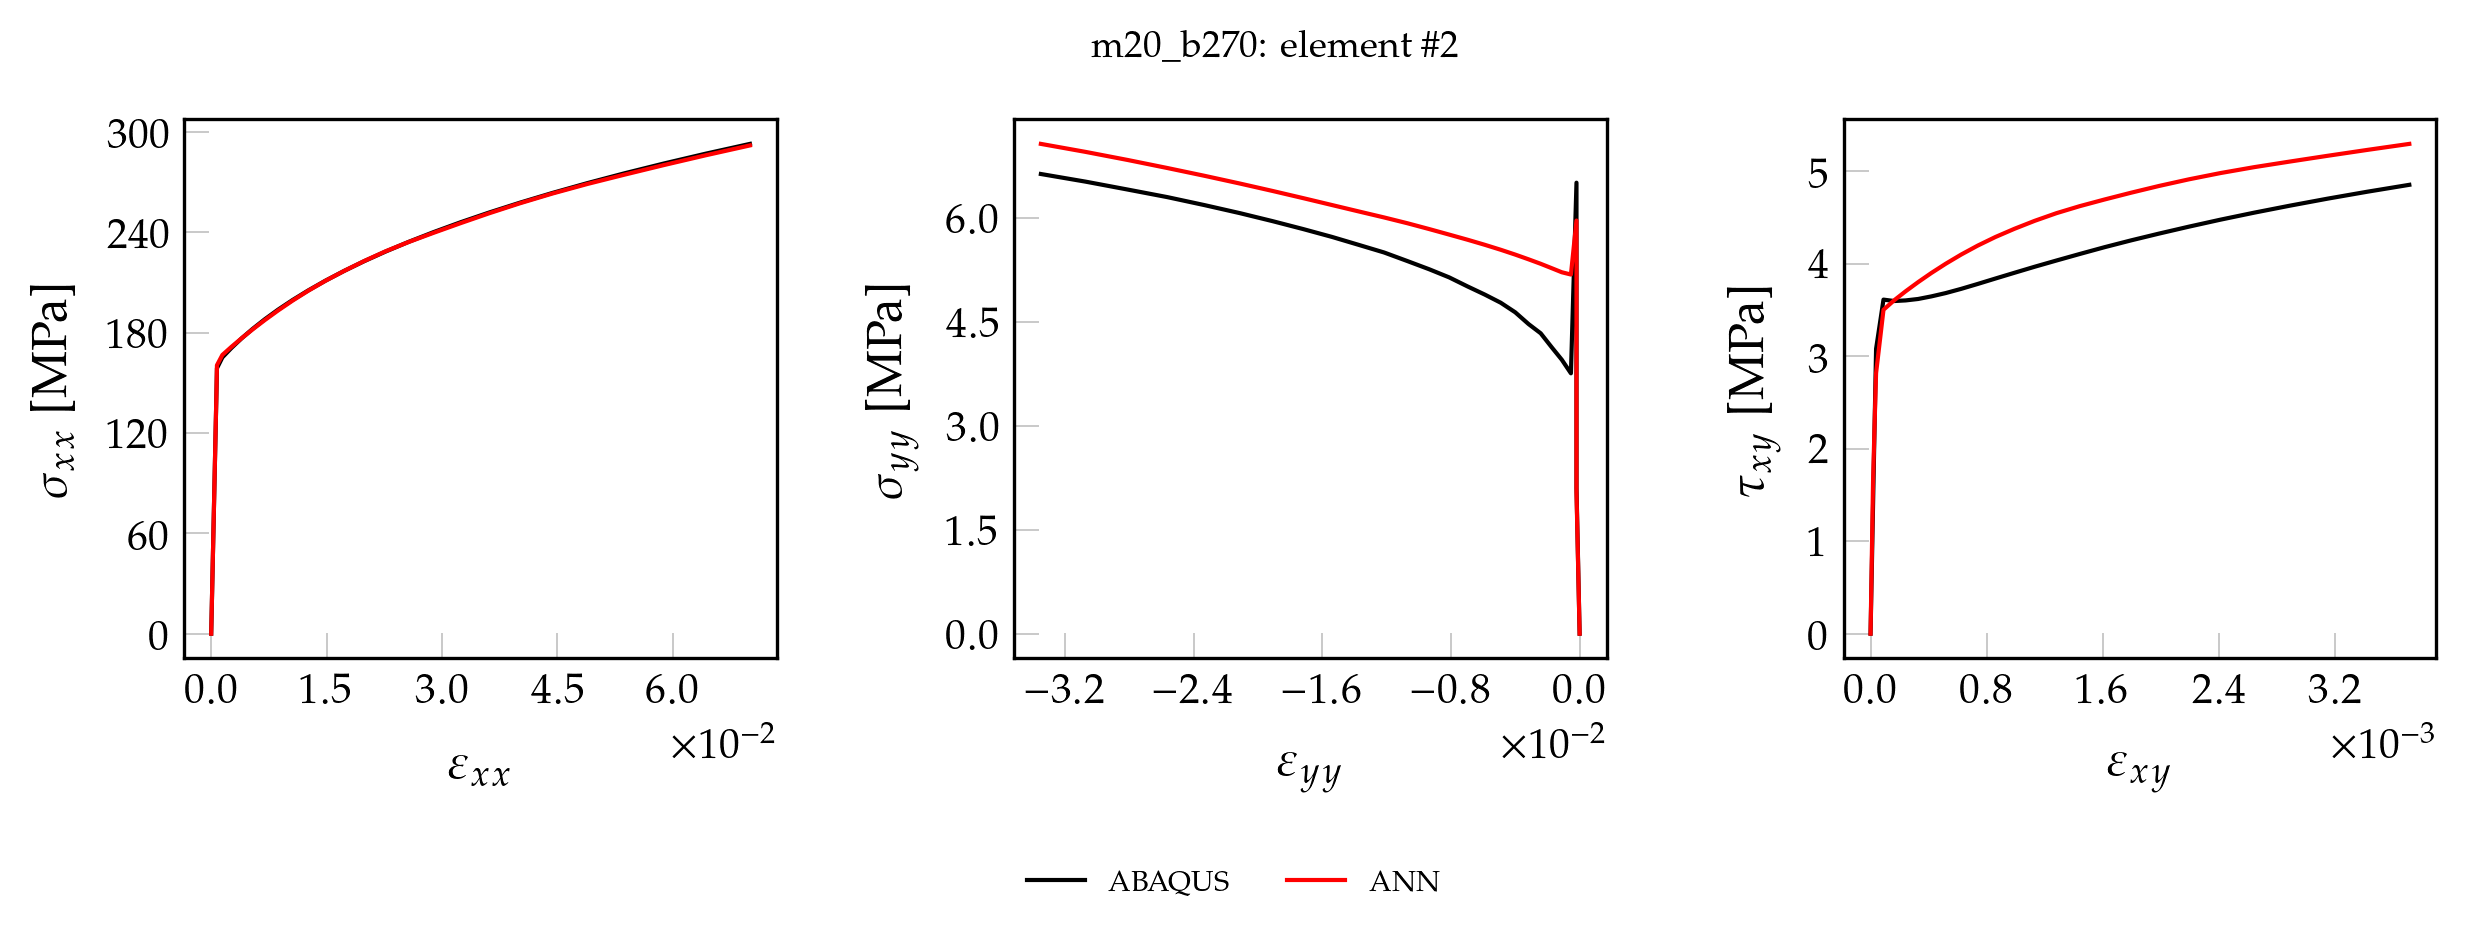 m20_b270: element #2
σxx [MPa]
300
240
180
120
60
0
0.0 1.5 3.0 4.5 6.0
×10−2
εxx
σyy [MPa]
6.0
4.5
3.0
1.5
0.0
−3.2 −2.4 −1.6 −0.8 0.0
×10−2
εyy
τxy [MPa]
5
4
3
2
1
0
0.0 0.8 1.6 2.4 3.2
×10−3
εxy
ABAQUS ANN